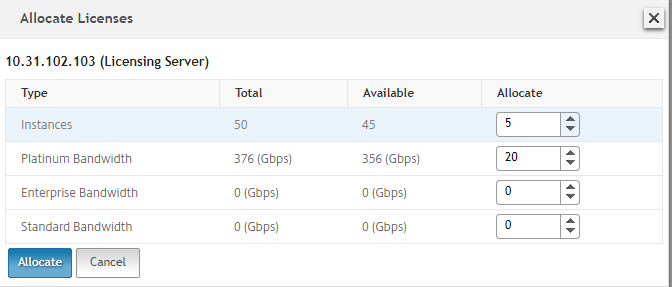 Allocate Licenses
10.31.102.103 (Licensing Server)
Type Total Available Allocate
Instances 50 45 5
Platinum Bandwidth 376 (Gbps) 356 (Gbps) 20
Enterprise Bandwidth 0 (Gbps) 0 (Gbps) 0
Standard Bandwidth 0 (Gbps) 0 (Gbps) 0
Allocate Cancel